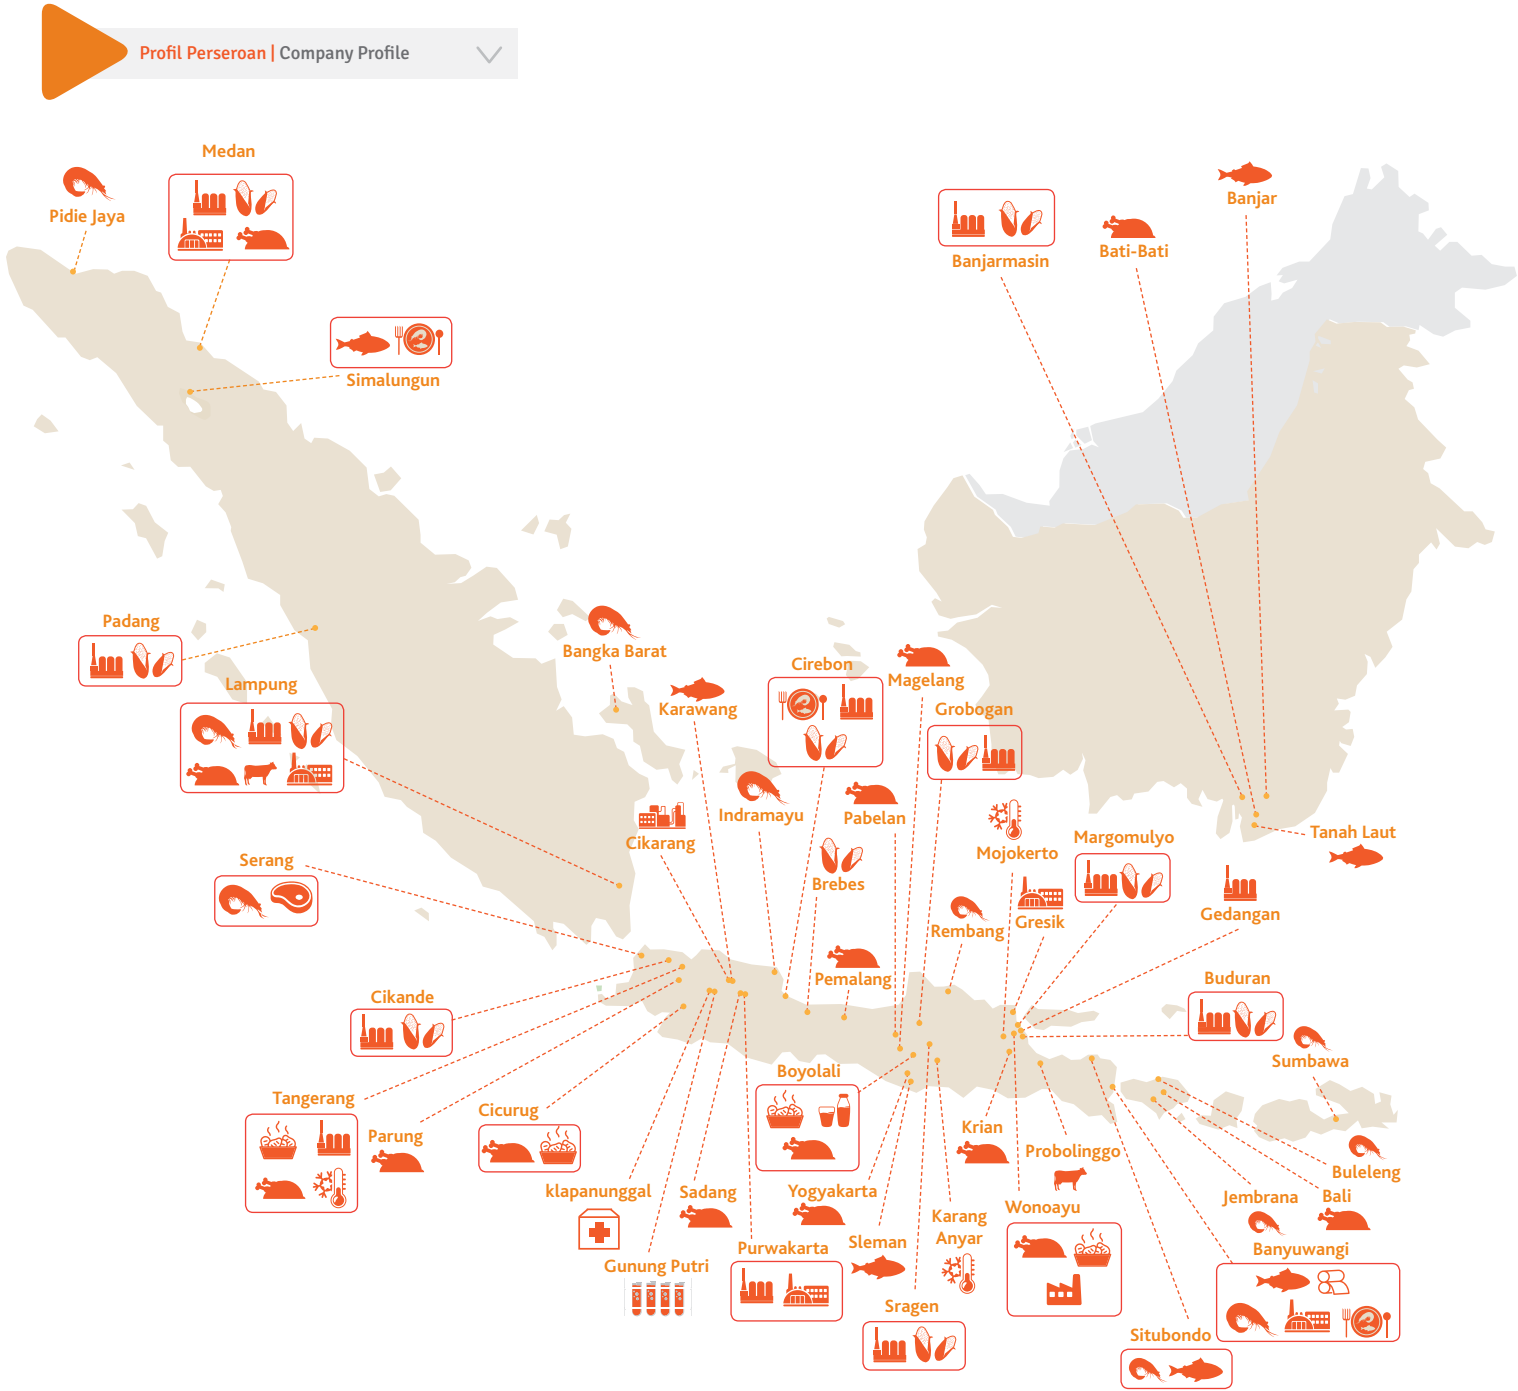 Profil Perseroan | Company Profile
Medan
Pidie Jaya
Banjar
Bati-Bati
Banjarmasin
Simalungun
Padang
Bangka Barat
Lampung
Karawang
Cirebon
Magelang
Grobogan
Indramayu
Pabelan
Cikarang
Tanah Laut
Margomulyo
Mojokerto
Serang
Brebes
Gedangan
Gresik
Rembang
Pemalang
Buduran
Cikande
Sumbawa
Boyolali
Tangerang
Cicurug
Parung
Krian
Probolinggo
Buleleng
klapanunggal
Sadang
Yogyakarta
Jembrana
Bali
Wonoayu
Karang
Anyar
Sleman
Purwakarta
Banyuwangi
Gunung Putri
Sragen
Situbondo